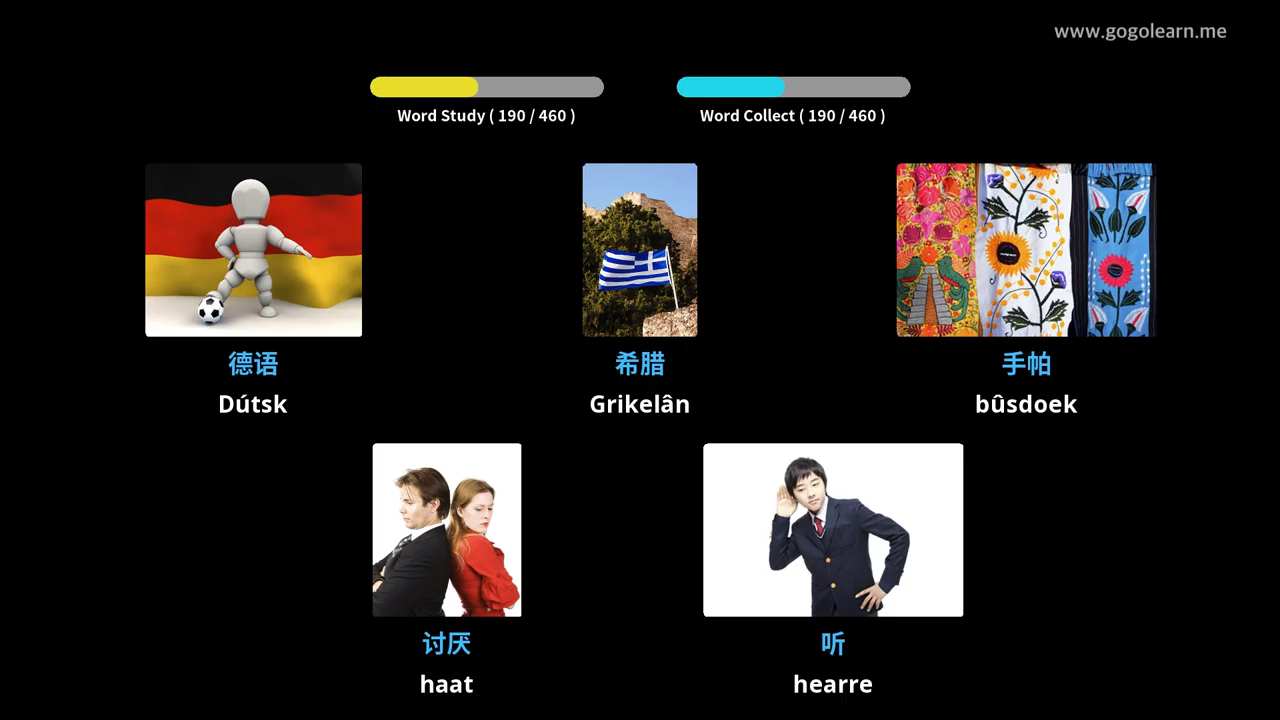 www.gogolearn.me
Word Study ( 190 / 460 )
Word Collect ( 190 / 460 )
德语
Dútsk
希腊
Grikelân
手帕
bûsdoek
讨厌
haat
听
hearre